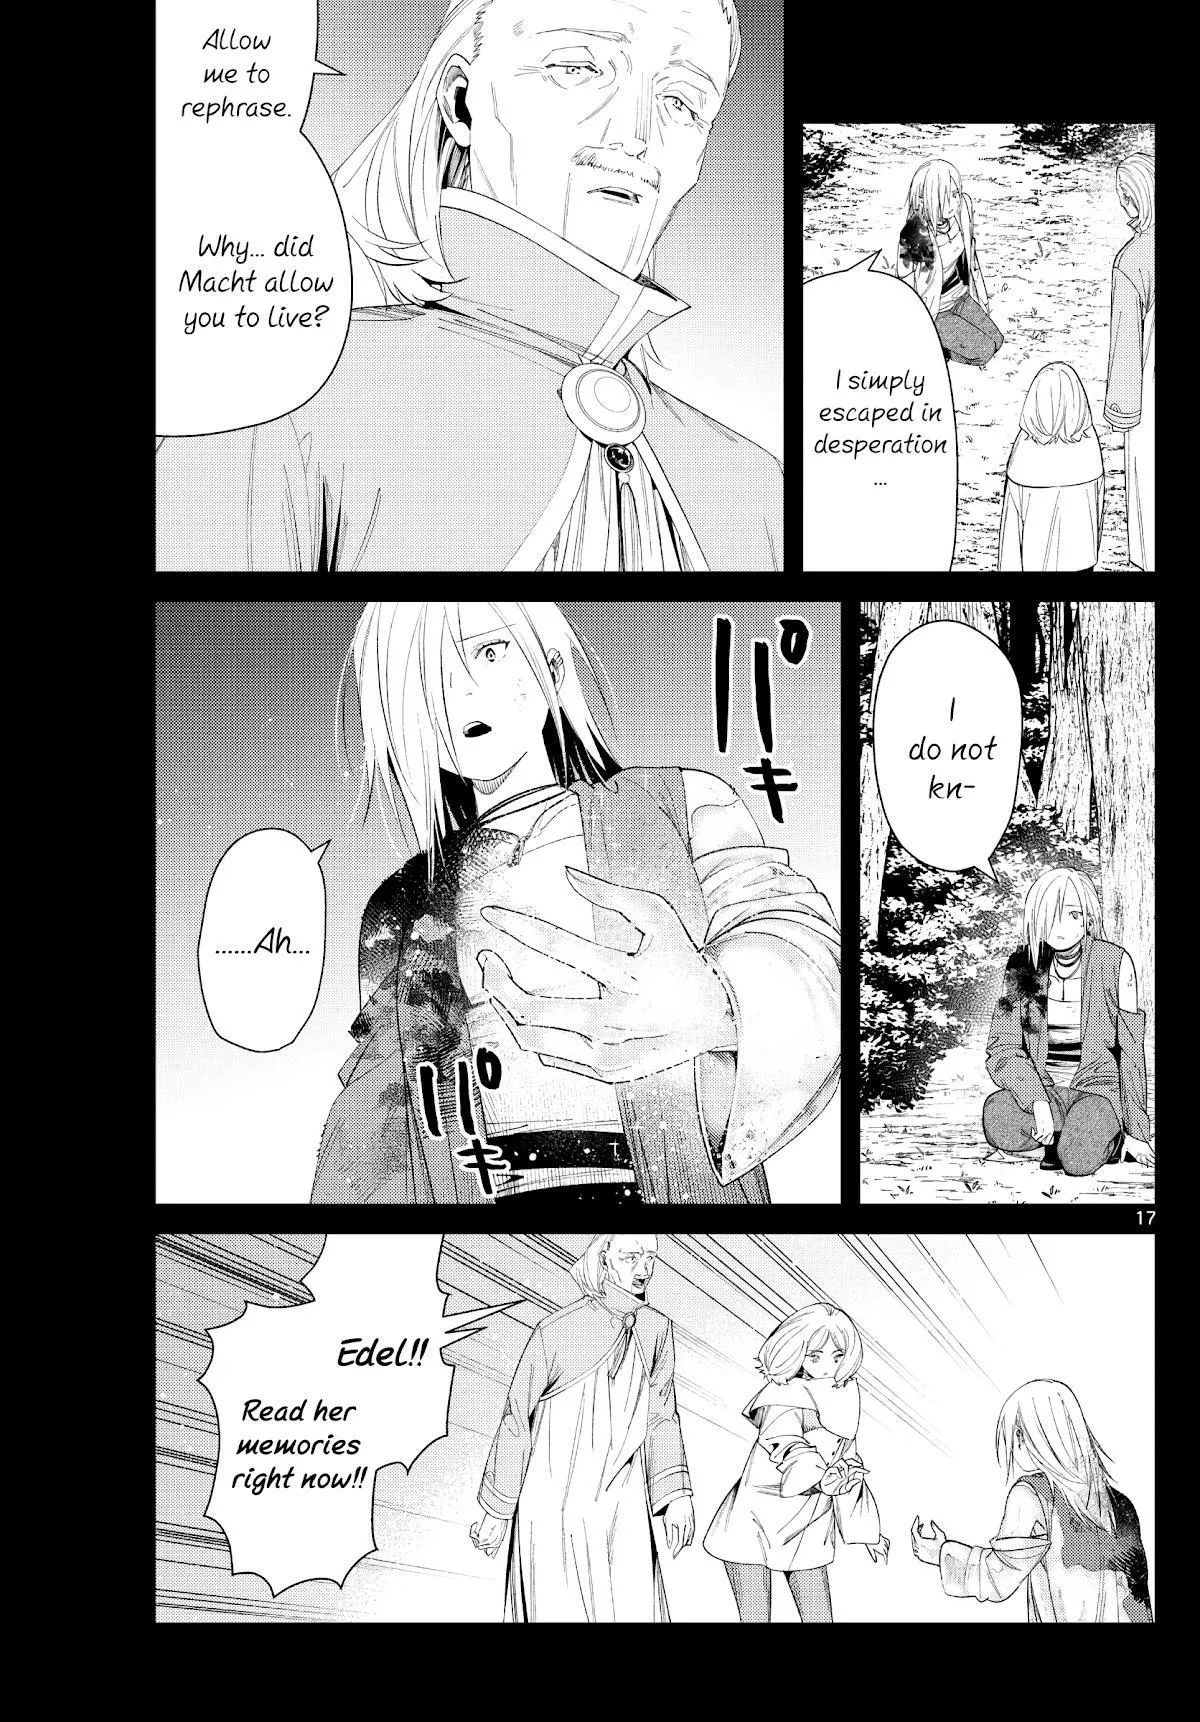 I simply
escaped in
desperation
...
Allow
me to
rephrase.
Why... did
Macht allow
you to live?
I
do not
kn-
パキ
......Ah...
パキ
17
Edel!!
Read her
memories
right now!!